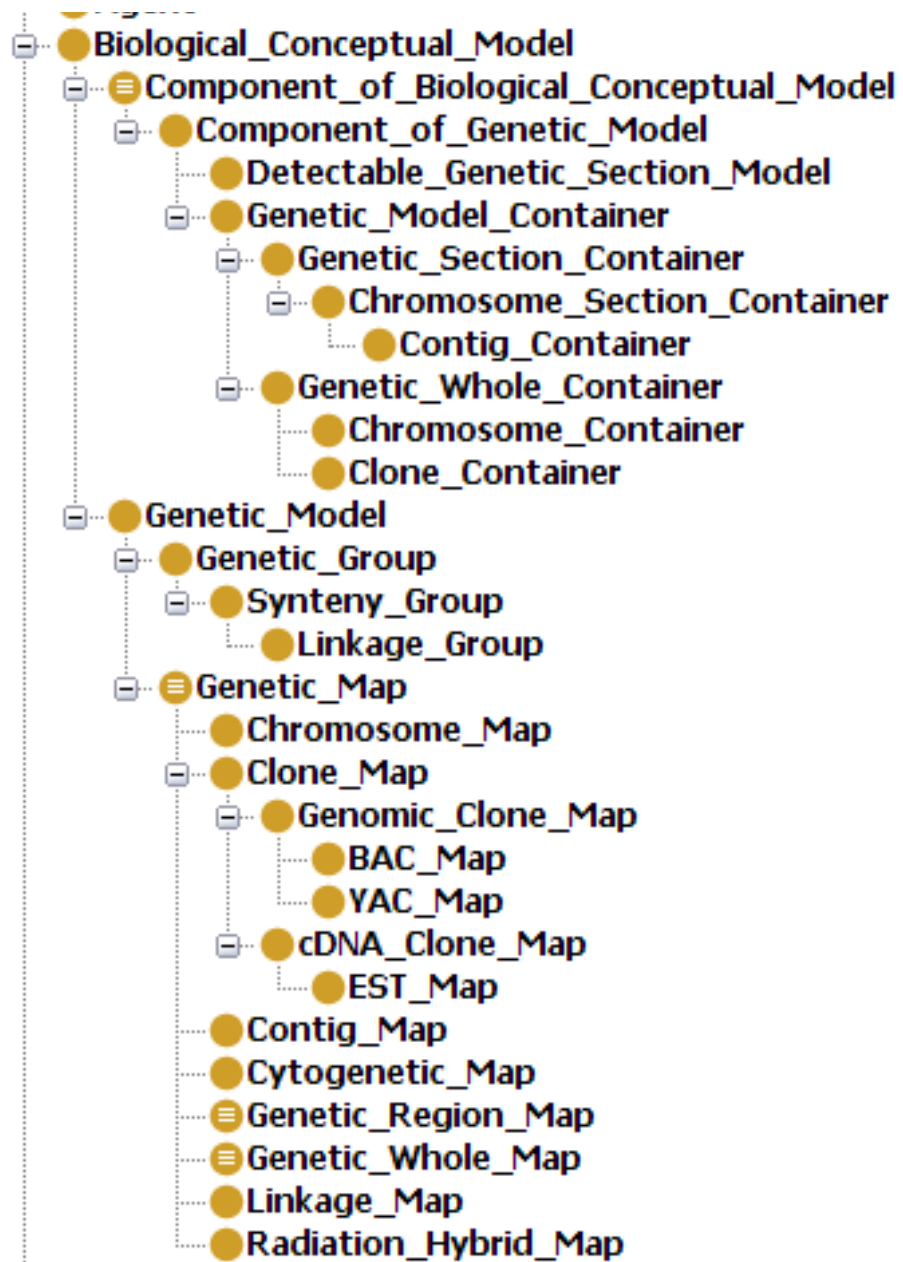 Biological_Conceptual_Model
Component_of_Biological_Conceptual_Model
Component_of_Genetic_Model
Detectable_Genetic_Section_Model
Genetic_Model_Container
Genetic_Section_Container
Chromosome_Section_Container
Contig_Container
Genetic_Whole_Container
Chromosome_Container
Clone_Container
Genetic_Model
Genetic_Group
Synteny_Group
Linkage_Group
Genetic_Map
Chromosome_Map
Clone_Map
Genomic_Clone_Map
BAC_Map
YAC_Map
cDNA_Clone_Map
EST_Map
Contig_Map
Cytogenetic_Map
Genetic_Region_Map
Genetic_Whole_Map
Linkage_Map
Radiation_Hybrid_Map